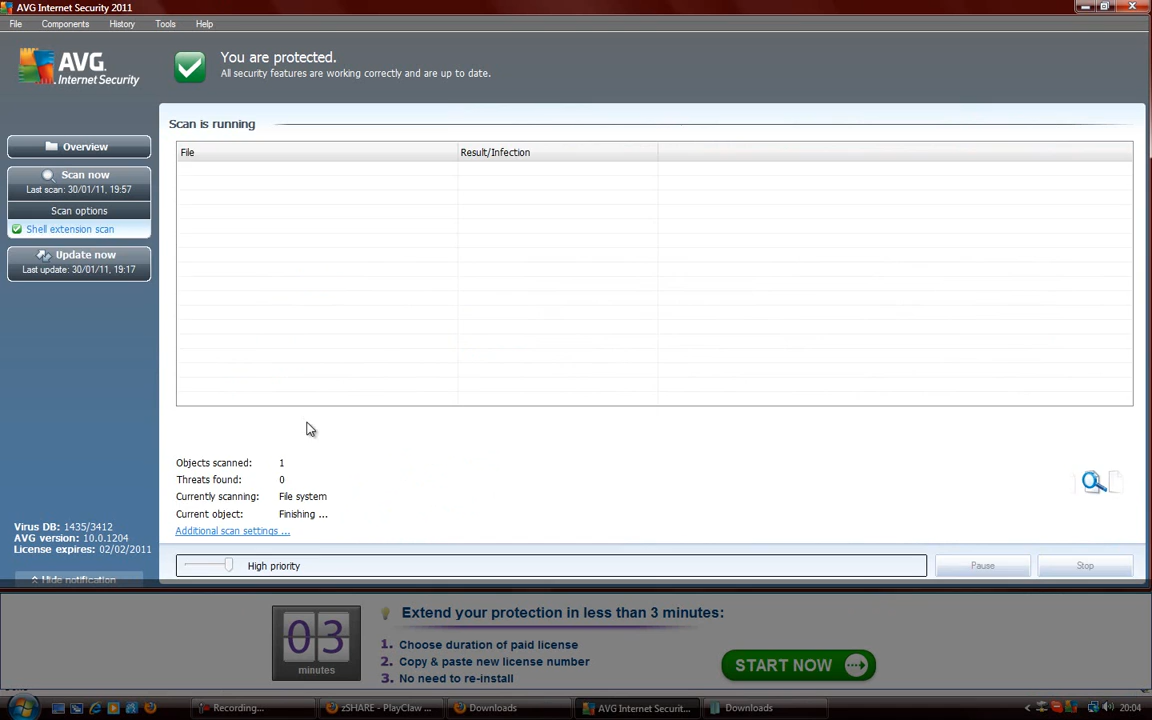 AVG Internet Security 2011
File Components History Tools Help
AVG.
Internet Security
You are protected.
All security features are working correctly and are up to date.
Overview
Scan now
Last scan: 30/01/11, 19:57
Scan options
Shell extension scan
Update now
Last update: 30/01/11, 19:17
Virus DB: 1435/3412
AVG version: 10.0.1204
License expires: 02/02/2011
Hide notification
Scan is running
File Result/Infection
Objects scanned: 1
Threats found: 0
Currently scanning: File system
Current object: Finishing ...
Additional scan settings ...
High priority Pause Stop
03
minutes
Extend your protection in less than 3 minutes:
1. Choose duration of paid license
2. Copy & paste new license number
3. No need to re-install
START NOW
Recording... zSHARE - PlayClaw ... Downloads AVG Internet Securit... Downloads 20:04